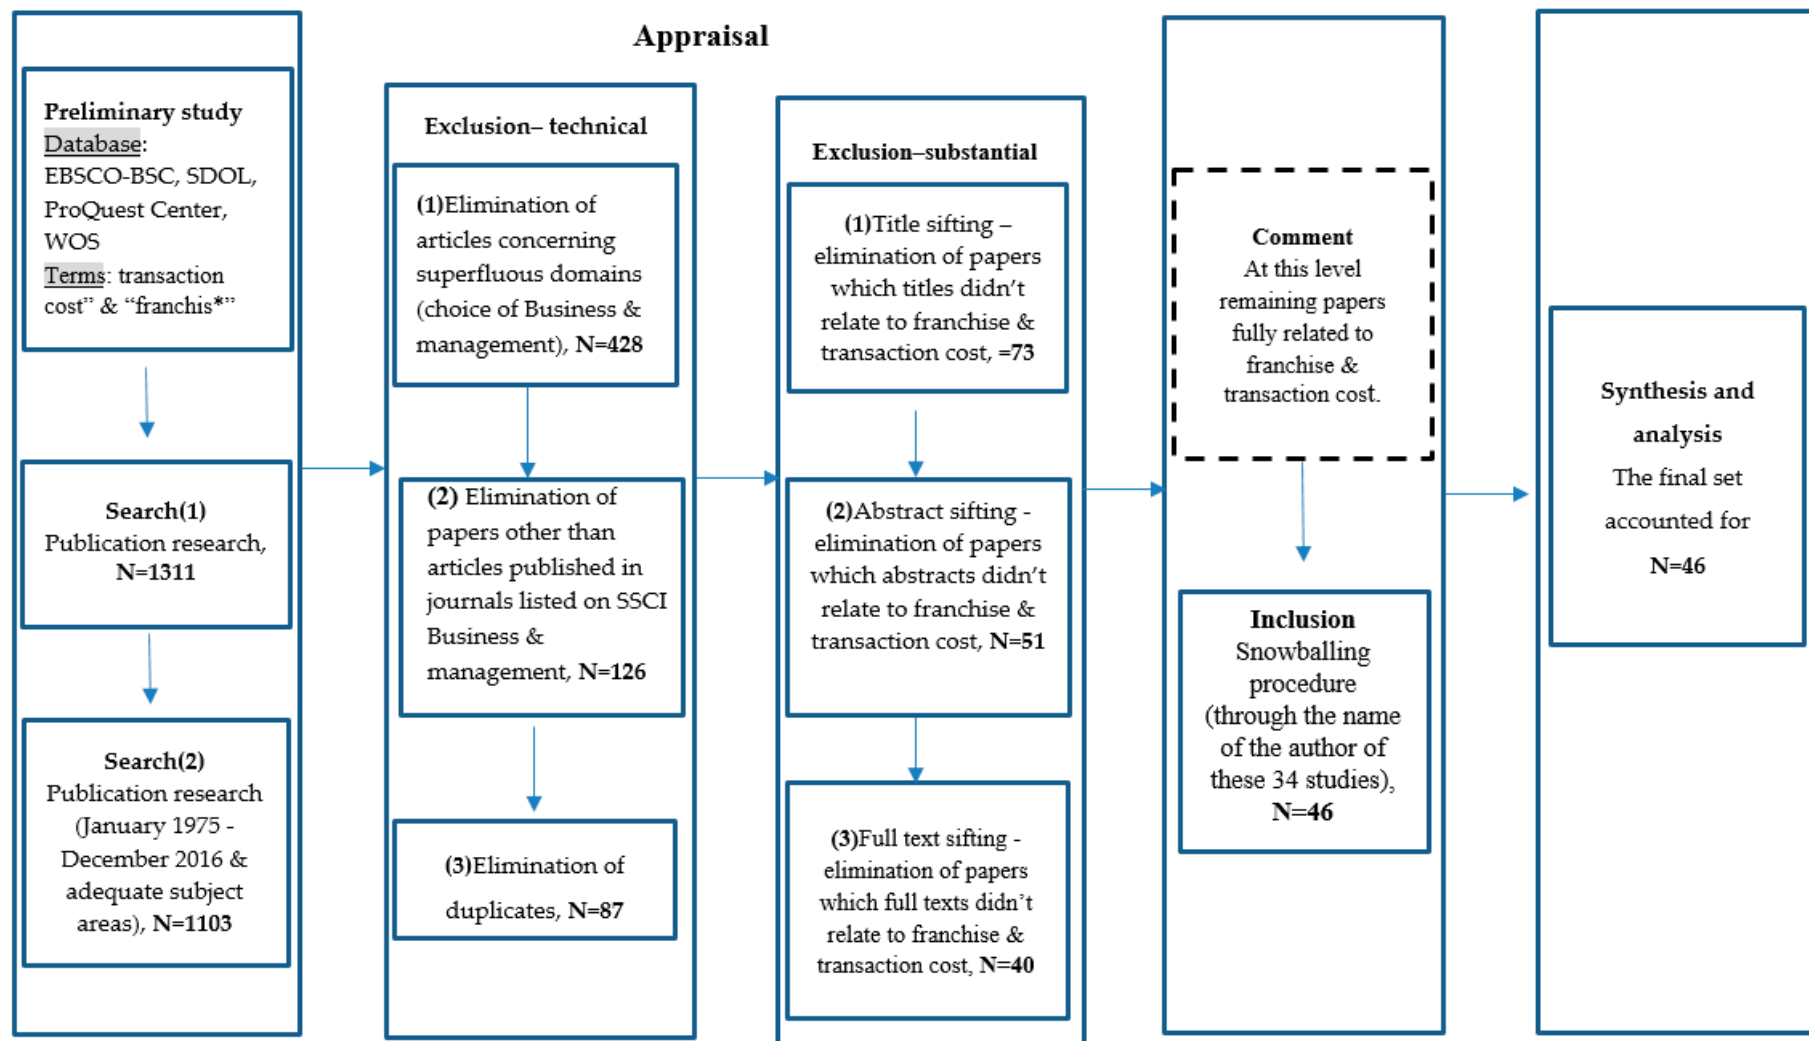 Appraisal
Preliminary study
Database:
EBSCO-BSC, SDOL,
ProQuest Center,
WOS
Terms: transaction
cost” & “franchis*”
Search(1)
Publication research,
N=1311
Search(2)
Publication research
(January 1975 -
December 2016 &
adequate subject
areas), N=1103
Exclusion– technical
(1)Elimination of
articles concerning
superfluous domains
(choice of Business &
management), N=428
(2) Elimination of
papers other than
articles published in
journals listed on SSCI
Business &
management, N=126
(3)Elimination of
duplicates, N=87
Exclusion–substantial
(1)Title sifting –
elimination of papers
which titles didn’t
relate to franchise &
transaction cost, =73
(2)Abstract sifting -
elimination of papers
which abstracts didn’t
relate to franchise &
transaction cost, N=51
(3)Full text sifting -
elimination of papers
which full texts didn’t
relate to franchise &
transaction cost, N=40
Comment
At this level
remaining papers
fully related to
franchise &
transaction cost.
Inclusion
Snowballing
procedure
(through the name
of the author of
these 34 studies),
N=46
Synthesis and
analysis
The final set
accounted for
N=46